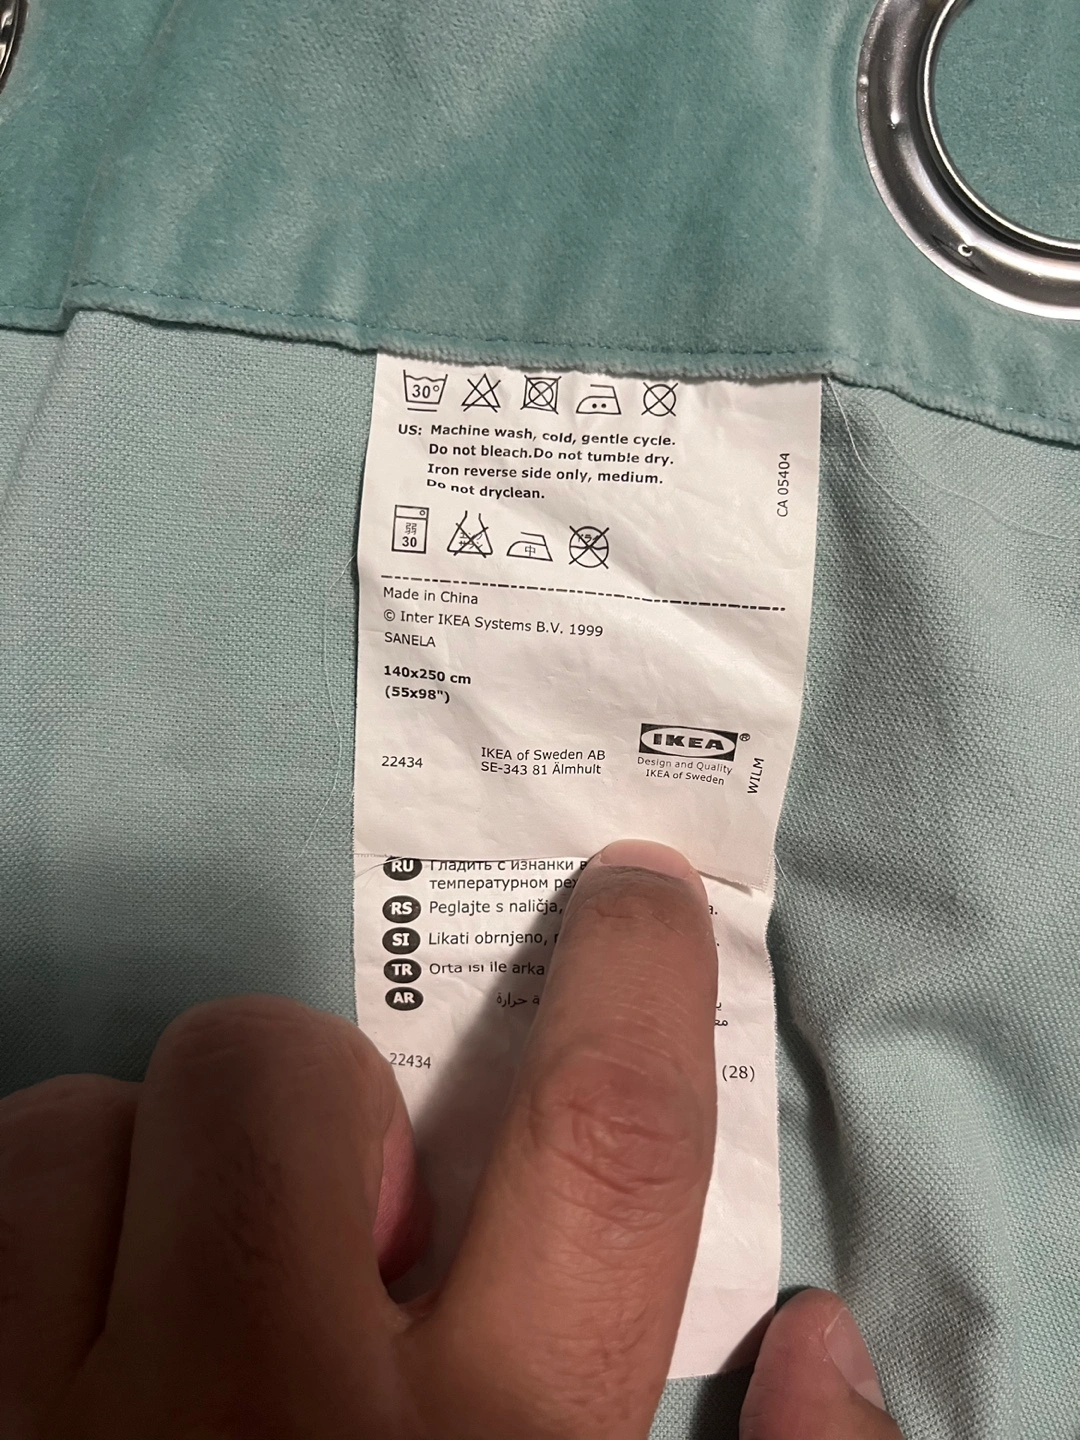 30°
US: Machine wash, cold, gentle cycle.
Do not bleach.Do not tumble dry.
Iron reverse side only, medium.
Do not dryclean.
CA 05404
弱
30
中
Made in China
© Inter IKEA Systems B.V. 1999
SANELA
140x250 cm
(55x98")
22434
IKEA of Sweden AB
SE-343 81 Älmhult
IKEA®
Design and Quality
IKEA of Sweden
WILM
RU Гладить с изнанки
температурном
RS Peglajte s naličja,
SI Likati obrnjeno,
TR Orta ısı ile arka
AR حرارة
22434
(28)